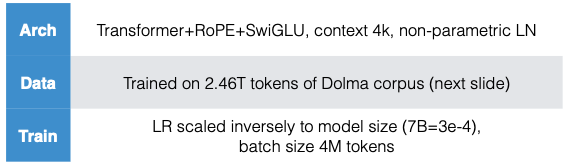 Arch
Transformer+RoPE+SwiGLU, context 4k, non-parametric LN
Data
Trained on 2.46T tokens of Dolma corpus (next slide)
Train
LR scaled inversely to model size (7B=3e-4),
batch size 4M tokens